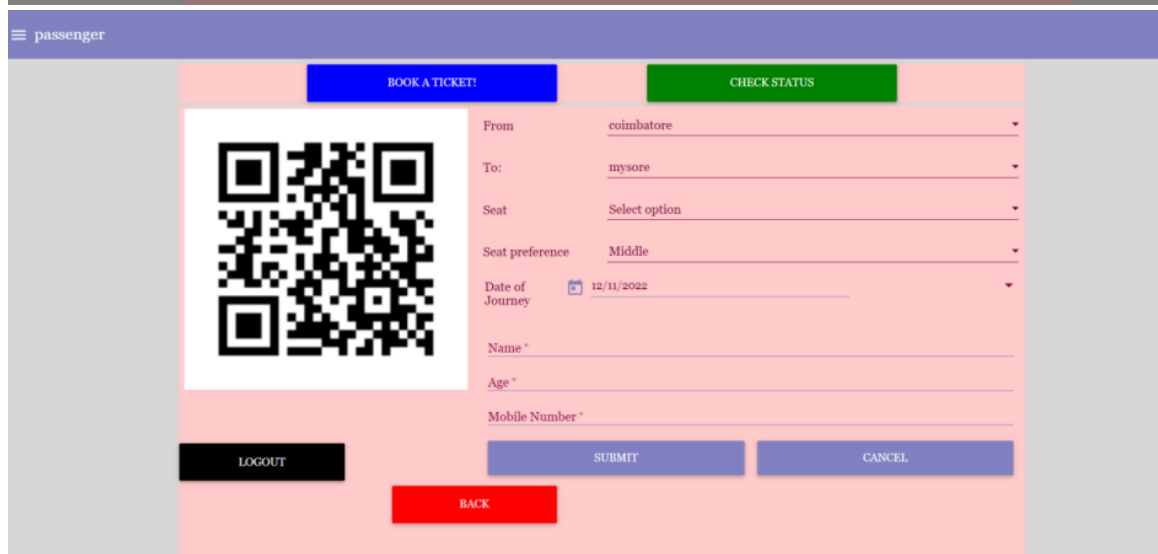 passenger
BOOK A TICKET!
CHECK STATUS
From
coimbatore
To:
mysore
Seat
Select option
Seat preference
Middle
Date of
Journey
12/11/2022
Name *
Age *
Mobile Number *
LOGOUT
SUBMIT
CANCEL
BACK